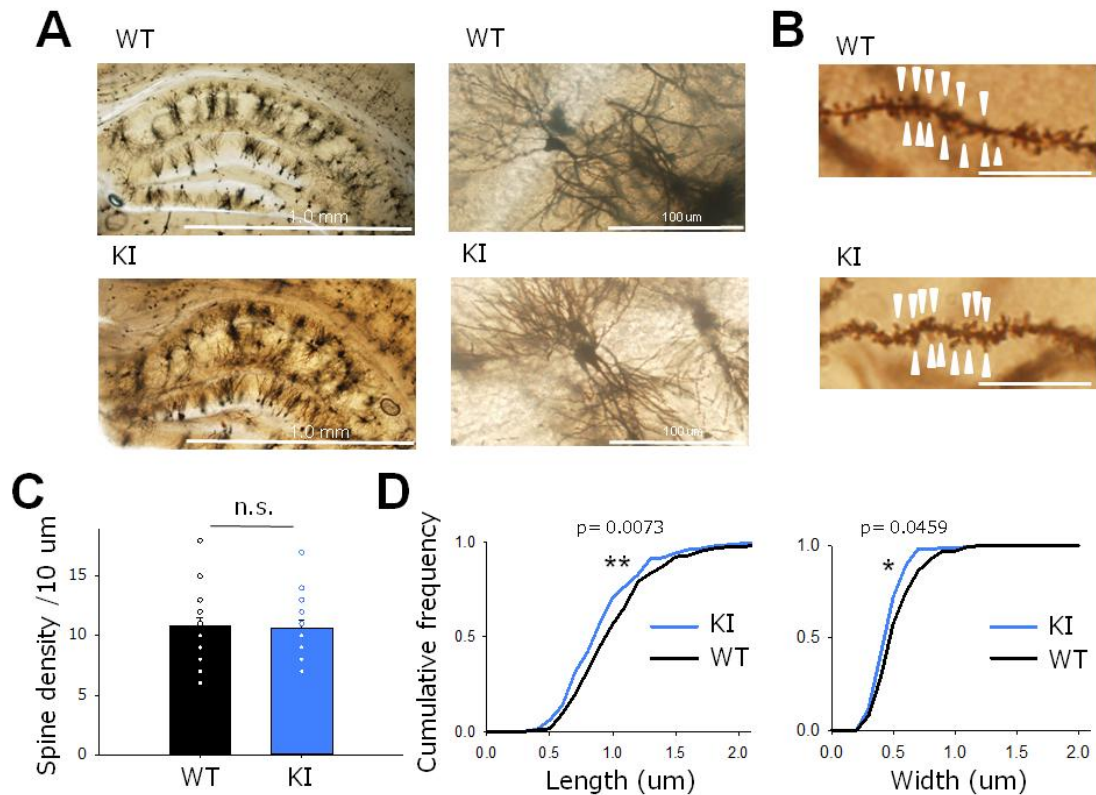 A
WT
WT
1.0 mm
100 um
KI
KI
1.0 mm
100 um
B
WT
KI
C
n.s.
Spine density /10 um
15
10
5
0
WT
KI
D
p= 0.0073
**
Cumulative frequency
1.0
0.5
0.0
KI
WT
0.0 0.5 1.0 1.5 2.0
Length (um)
p= 0.0459
*
1.0
0.5
0.0
KI
WT
0.0 0.5 1.0 1.5 2.0
Width (um)